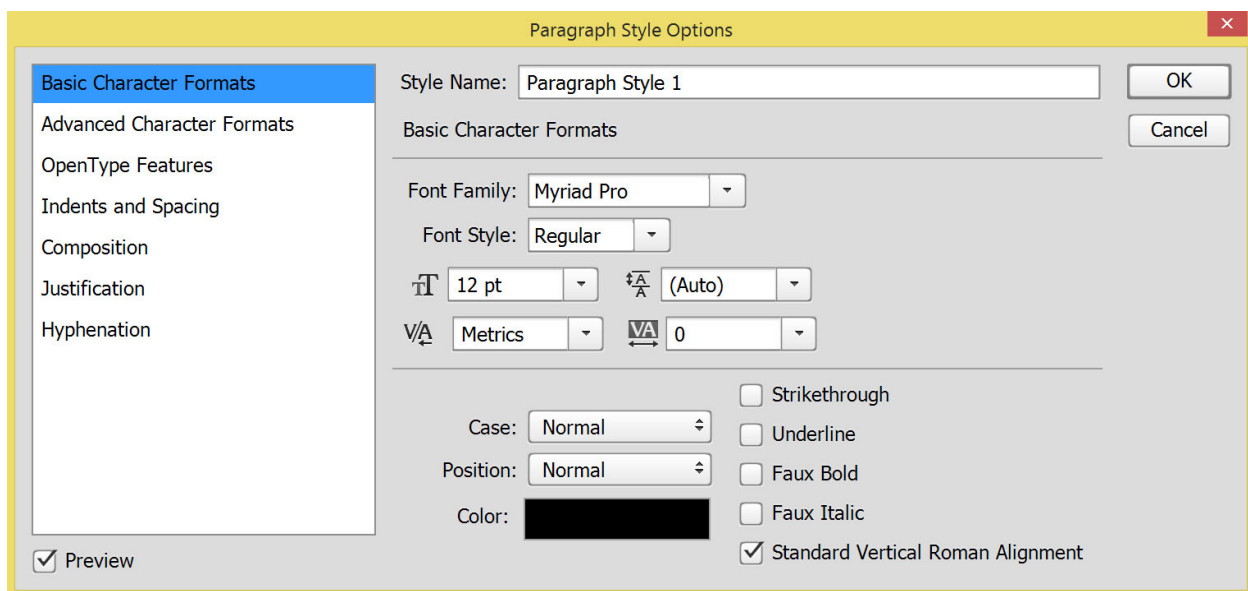 Paragraph Style Options
Basic Character Formats
Advanced Character Formats
OpenType Features
Indents and Spacing
Composition
Justification
Hyphenation
Preview
Style Name: Paragraph Style 1
Basic Character Formats
Font Family: Myriad Pro
Font Style: Regular
12 pt (Auto)
Metrics 0
Case: Normal
Position: Normal
Color:
Strikethrough
Underline
Faux Bold
Faux Italic
Standard Vertical Roman Alignment
OK
Cancel